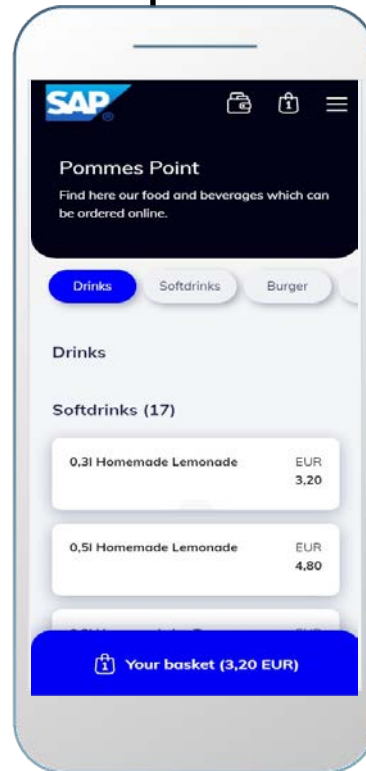 SAP
1
Pommes Point
Find here our food and beverages which can
be ordered online.
Drinks
Softdrinks
Burger
Drinks
Softdrinks (17)
0,3l Homemade Lemonade EUR
3,20
0,5l Homemade Lemonade EUR
4,80
1 Your basket (3,20 EUR)